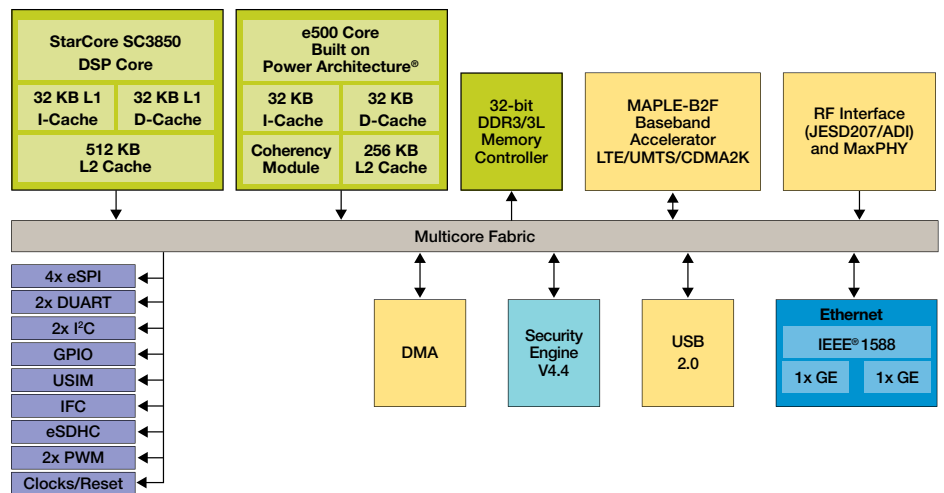 StarCore SC3850
DSP Core
32 KB L1
I-Cache
32 KB L1
D-Cache
512 KB
L2 Cache
e500 Core
Built on
Power Architecture®
32 KB
I-Cache
32 KB
D-Cache
Coherency
Module
256 KB
L2 Cache
32-bit
DDR3/3L
Memory
Controller
MAPLE-B2F
Baseband
Accelerator
LTE/UMTS/CDMA2K
RF Interface
(JESD207/ADI)
and MaxPHY
Multicore Fabric
4x eSPI
2x DUART
2x I²C
GPIO
USIM
IFC
eSDHC
2x PWM
Clocks/Reset
DMA
Security
Engine
V4.4
USB
2.0
Ethernet
IEEE® 1588
1x GE
1x GE